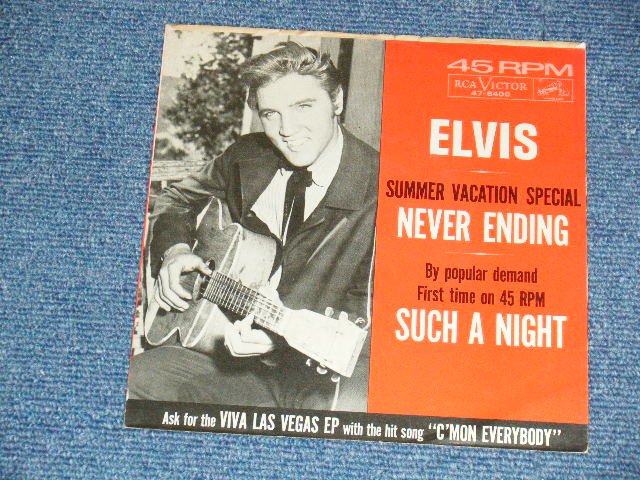 45 RPM
RCA VICTOR
47-8400
ELVIS
SUMMER VACATION SPECIAL
NEVER ENDING
By popular demand
First time on 45 RPM
SUCH A NIGHT
Ask for the VIVA LAS VEGAS EP with the hit song "C'MON EVERYBODY"